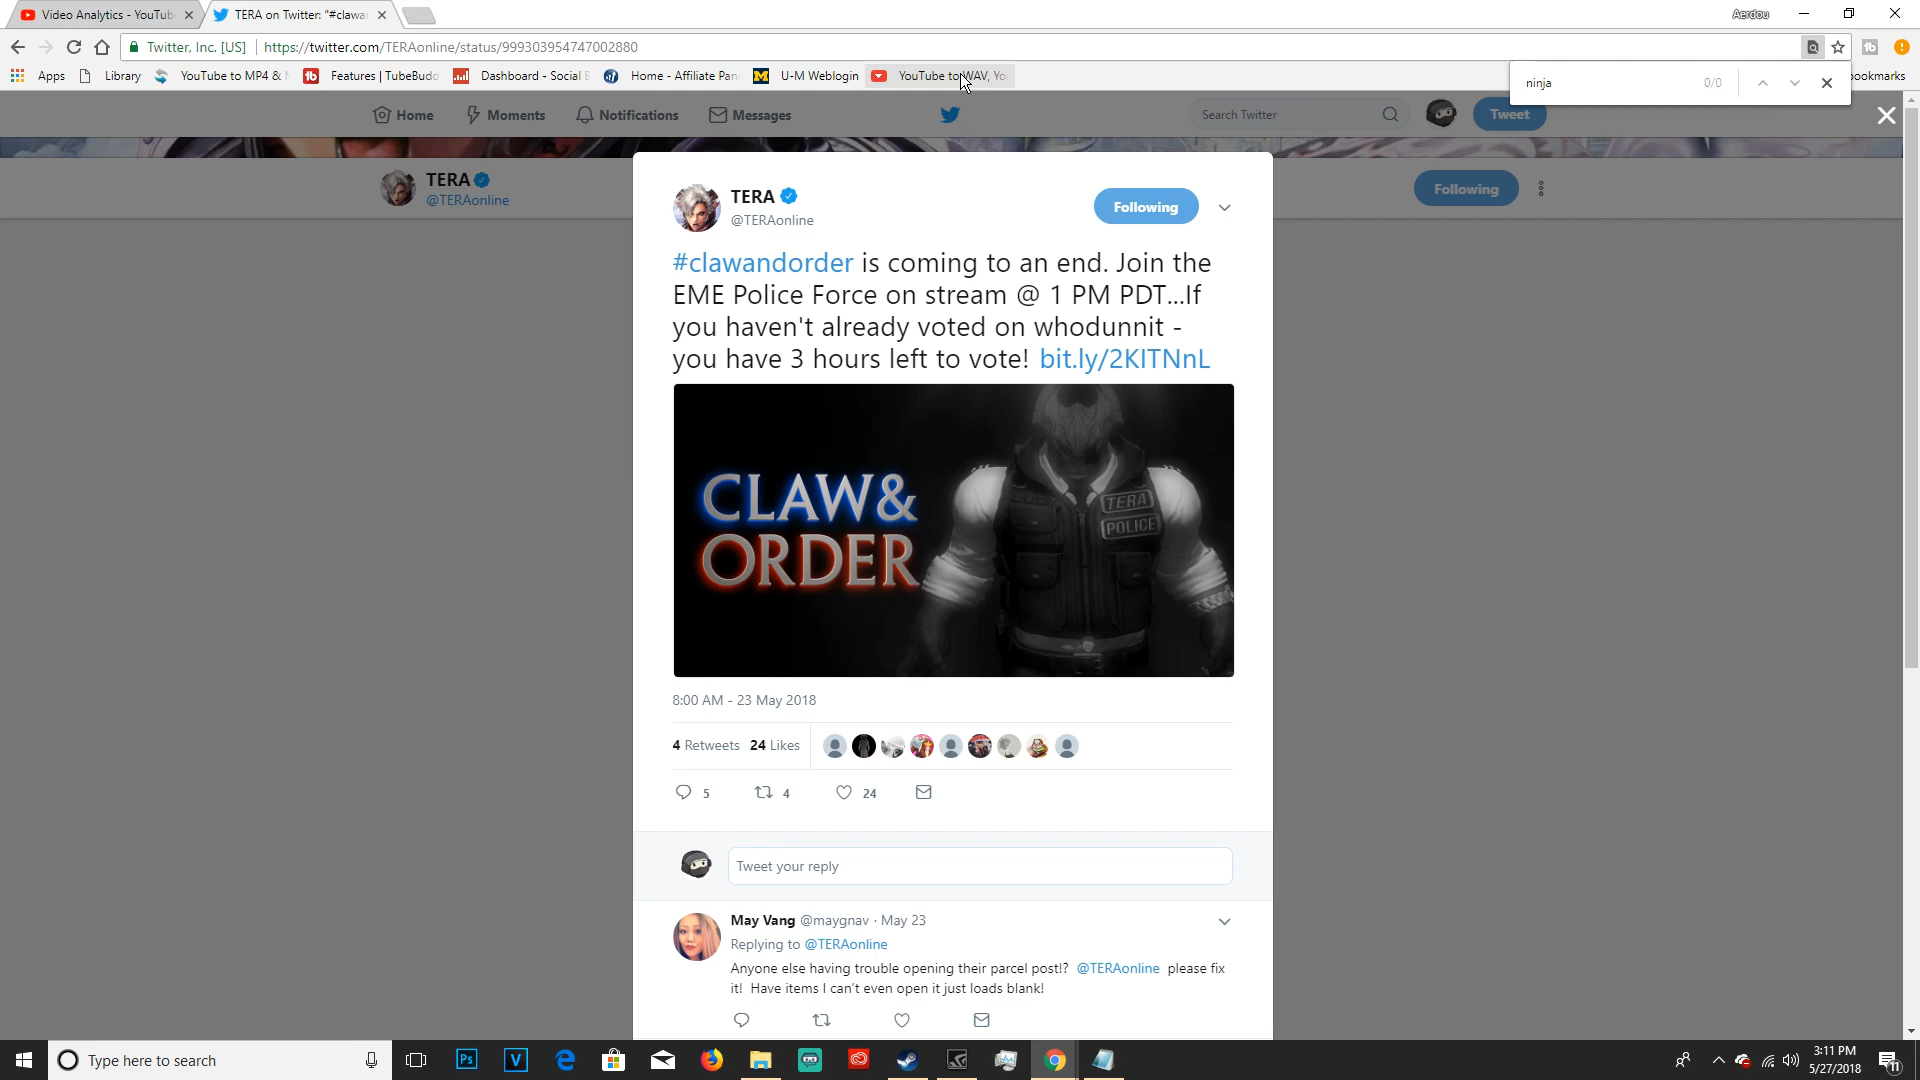 Video Analytics - YouTub
TERA on Twitter: "#clawa
Aerdou
Twitter, Inc. [US]
https://twitter.com/TERAonline/status/999303954747002880
Apps
Library
YouTube to MP4 &
Features | TubeBudd
Dashboard - Social B
Home - Affiliate Pan
U-M Weblogin
YouTube to WAV, Yo
bookmarks
ninja
0/0
Home
Moments
Notifications
Messages
Search Twitter
Tweet
TERA
@TERAonline
Following
TERA
@TERAonline
Following
#clawandorder is coming to an end. Join the
EME Police Force on stream @ 1 PM PDT...If
you haven't already voted on whodunnit -
you have 3 hours left to vote! bit.ly/2KITNnL
CLAW&
ORDER
TERA
POLICE
8:00 AM - 23 May 2018
4 Retweets 24 Likes
5
4
24
Tweet your reply
May Vang @maygnav · May 23
Replying to @TERAonline
Anyone else having trouble opening their parcel post!? @TERAonline please fix
it! Have items I can't even open it just loads blank!
Type here to search
Ps
V
3:11 PM
5/27/2018
11